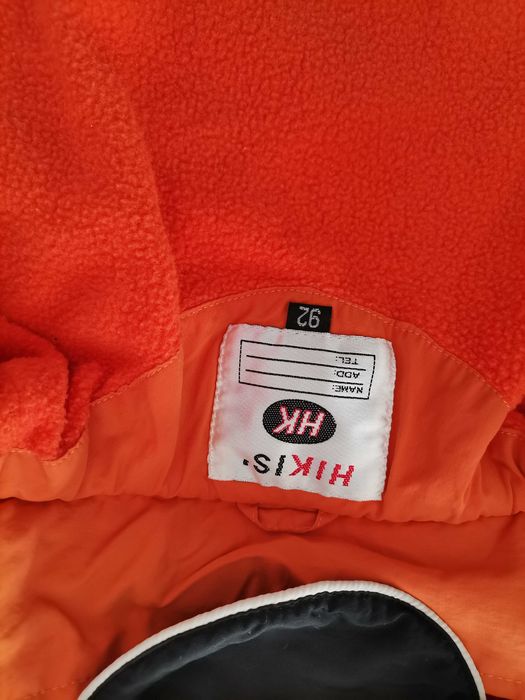 HIKIS.
HK
NAME:
ADD:
TEL:
92